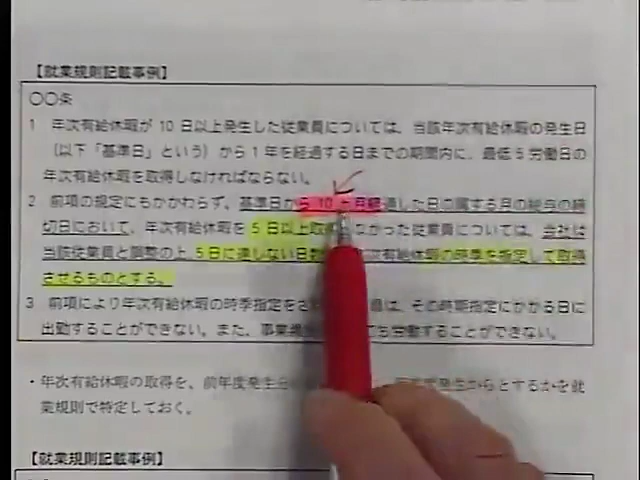 【就業規則記載事例】
〇〇条
1 年次有給休暇が 10 日以上発生した従業員については、当該年次有給休暇の発生日
(以下「基準日」という)から1年を経過する日までの期間内に、最低5労働日の
年次有給休暇を取得しなければならない。
2 前項の規定にもかかわらず、基準日から 10 ヶ月経過した日の属する月の給与の締
切日において、年次有給休暇を 5 日以上取得 なかった従業員については、会社は
当該従業員と調整の上 5日に達しない日数 次有給休暇の時季を指定して取得
させるものとする。
3 前項により年次有給休暇の時季指定をさ は、その時期指定にかかる日に
出勤することができない。また、事業 ても労働することができない。
・年次有給休暇の取得を、前年度発生 年度発生からとするかを就
業規則で特定しておく。
【就業規則記載事例】